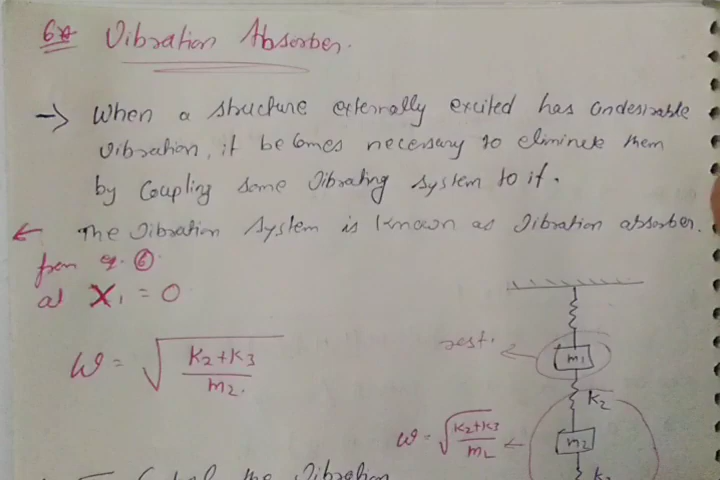 6* Vibration Absorber.
→ When a structure externally excited has undesirable
vibration, it becomes necessary to eliminate them
by Coupling some vibrating system to it.
← The vibration system is known as vibration absorber.
from eq. ⑥
at X₁ = 0
ω = √(K₂+K₃ / m₂.)
rest.
m₁
K₂
ω = √(K₂+K₃ / m₂)
m₂
the vibration